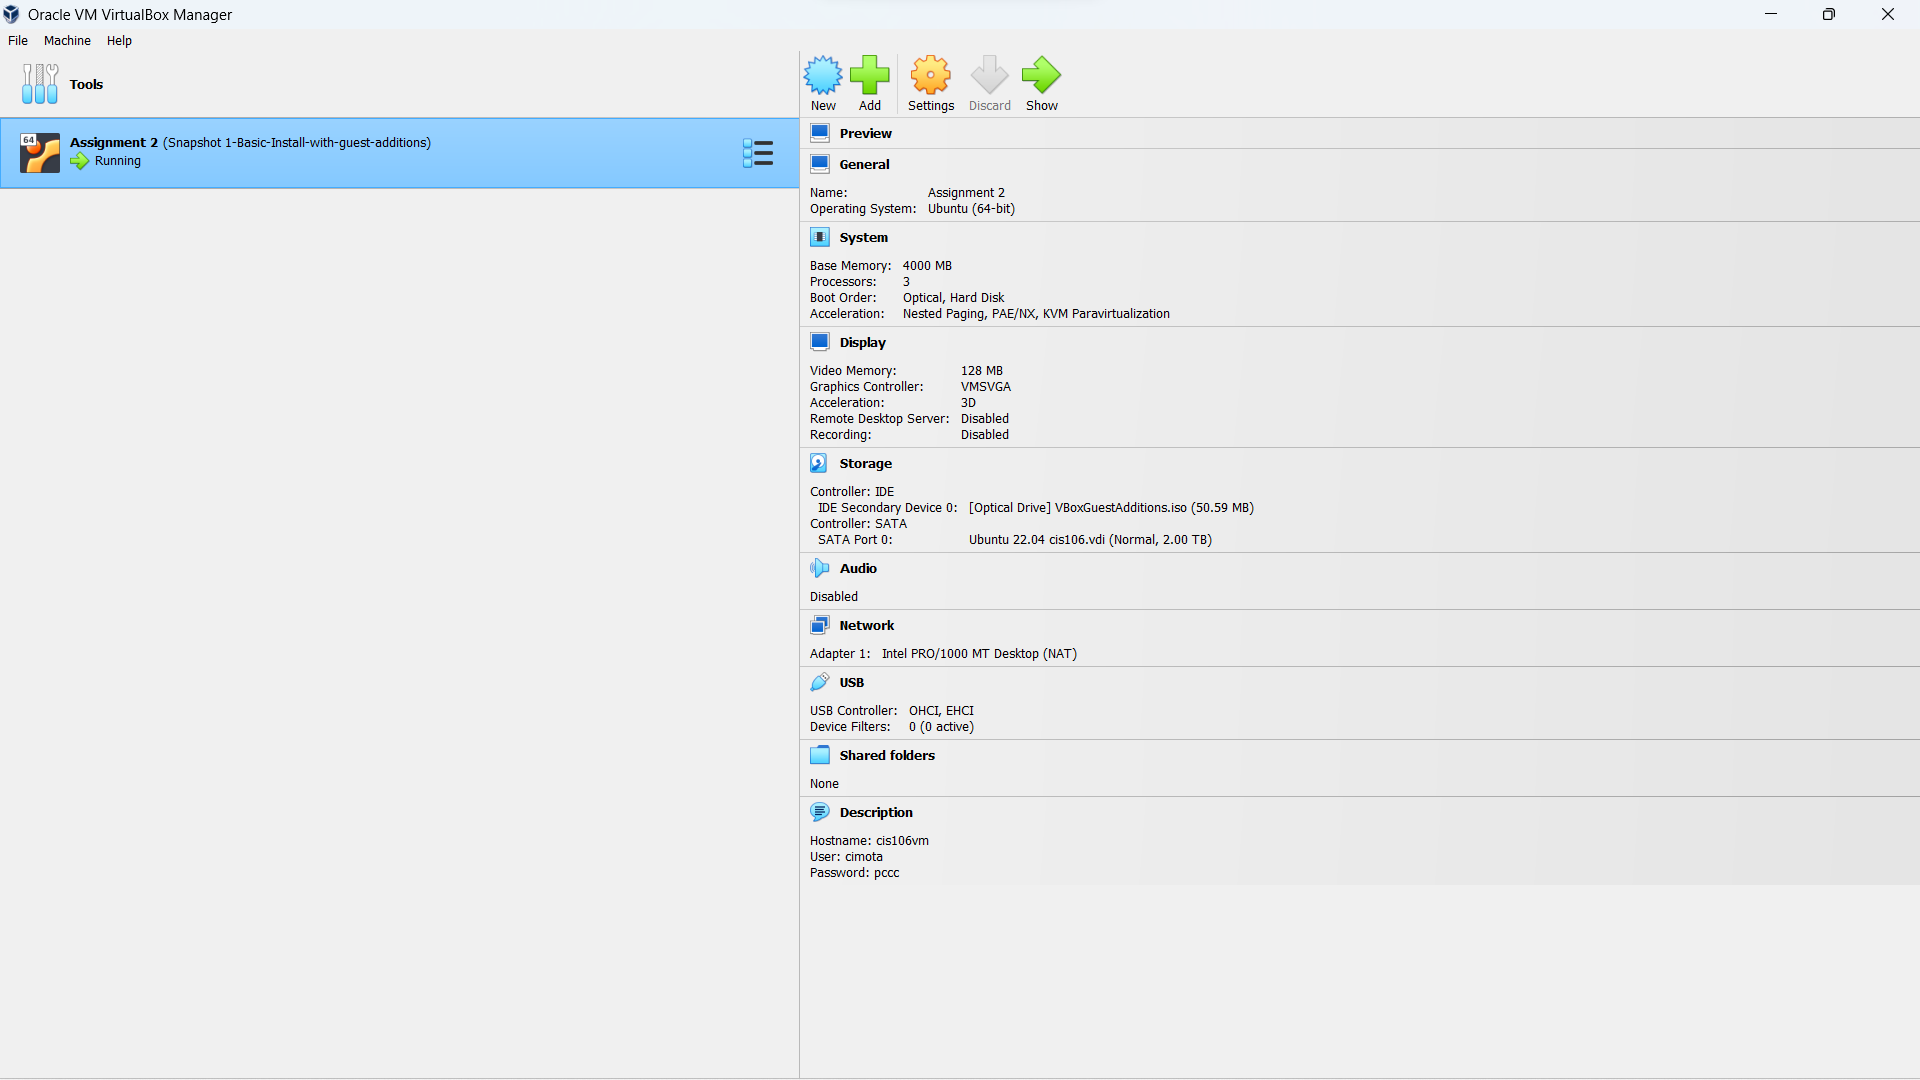 Oracle VM VirtualBox Manager
File Machine Help
Tools
New Add Settings Discard Show
64
Assignment 2 (Snapshot 1-Basic-Install-with-guest-additions)
Running
Preview
General
Name: Assignment 2
Operating System: Ubuntu (64-bit)
System
Base Memory: 4000 MB
Processors: 3
Boot Order: Optical, Hard Disk
Acceleration: Nested Paging, PAE/NX, KVM Paravirtualization
Display
Video Memory: 128 MB
Graphics Controller: VMSVGA
Acceleration: 3D
Remote Desktop Server: Disabled
Recording: Disabled
Storage
Controller: IDE
IDE Secondary Device 0: [Optical Drive] VBoxGuestAdditions.iso (50.59 MB)
Controller: SATA
SATA Port 0: Ubuntu 22.04 cis106.vdi (Normal, 2.00 TB)
Audio
Disabled
Network
Adapter 1: Intel PRO/1000 MT Desktop (NAT)
USB
USB Controller: OHCI, EHCI
Device Filters: 0 (0 active)
Shared folders
None
Description
Hostname: cis106vm
User: cimota
Password: pccc